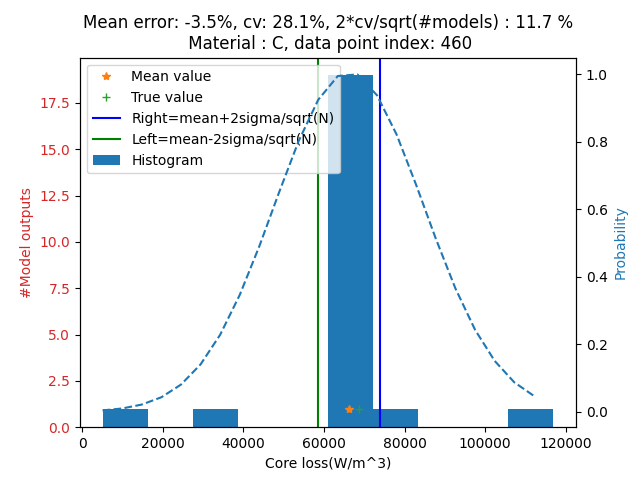 Mean error: -3.5%, cv: 28.1%, 2*cv/sqrt(#models) : 11.7 %
Material : C, data point index: 460
Mean value
True value
Right=mean+2sigma/sqrt(N)
Left=mean-2sigma/sqrt(N)
Histogram
#Model outputs
17.5
15.0
12.5
10.0
7.5
5.0
2.5
0.0
1.0
0.8
0.6
0.4
0.2
0.0
Probability
0 20000 40000 60000 80000 100000 120000
Core loss(W/m^3)